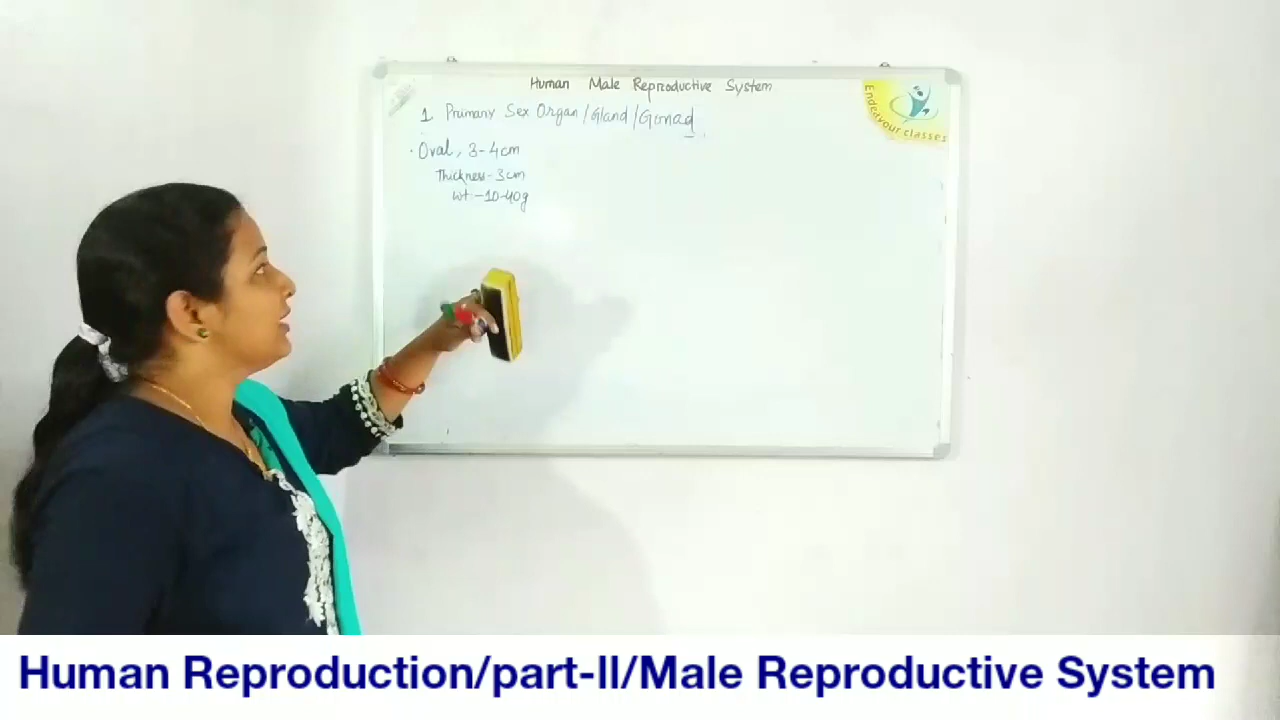 Human Male Reproductive System
1 Primary Sex Organ/Gland/Gonad
· Oval, 3-4cm
Thickness-3cm
wt-10-40g
Endeavour classes
Human Reproduction/part-II/Male Reproductive System